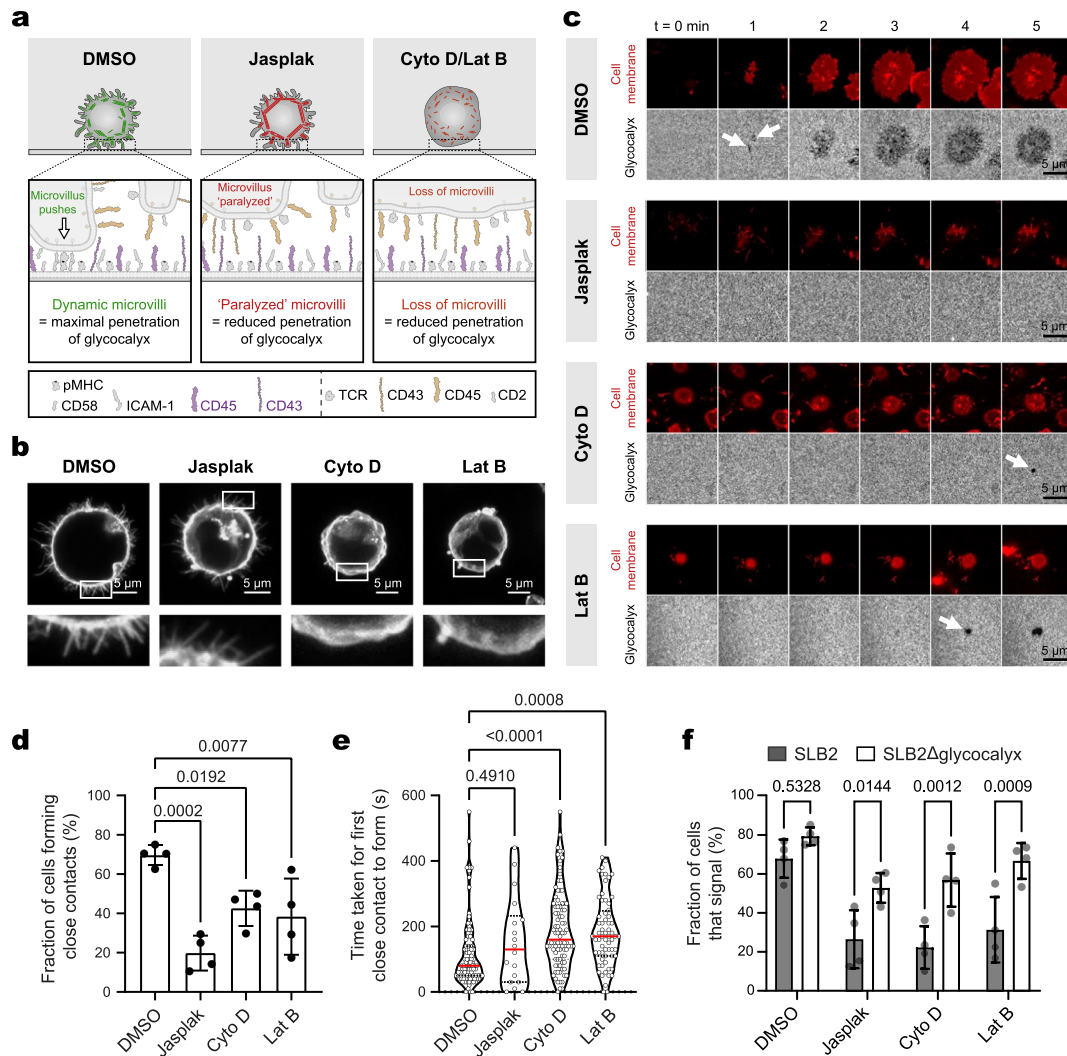 a
DMSO
Jasplak
Cyto D/Lat B
Microvillus
pushes
Microvillus
'paralyzed'
Loss of microvilli
Dynamic microvilli
= maximal penetration
of glycocalyx
'Paralyzed' microvilli
= reduced penetration
of glycocalyx
Loss of microvilli
= reduced penetration
of glycocalyx
pMHC
CD58
ICAM-1
CD45
CD43
TCR
CD43
CD45
CD2
b
DMSO
Jasplak
Cyto D
Lat B
5 µm
5 µm
5 µm
5 µm
c
t = 0 min
1
2
3
4
5
DMSO
Cell
membrane
Glycocalyx
5 µm
Jasplak
Cell
membrane
Glycocalyx
5 µm
Cyto D
Cell
membrane
Glycocalyx
5 µm
Lat B
Cell
membrane
Glycocalyx
5 µm
d
0.0077
0.0192
0.0002
Fraction of cells forming
close contacts (%)
100
80
60
40
20
0
DMSO
Jasplak
Cyto D
Lat B
e
0.0008
<0.0001
0.4910
Time taken for first
close contact to form (s)
600
400
200
0
DMSO
Jasplak
Cyto D
Lat B
f
SLB2
SLB2Δglycocalyx
0.5328
0.0144
0.0012
0.0009
Fraction of cells
that signal (%)
100
80
60
40
20
0
DMSO
Jasplak
Cyto D
Lat B